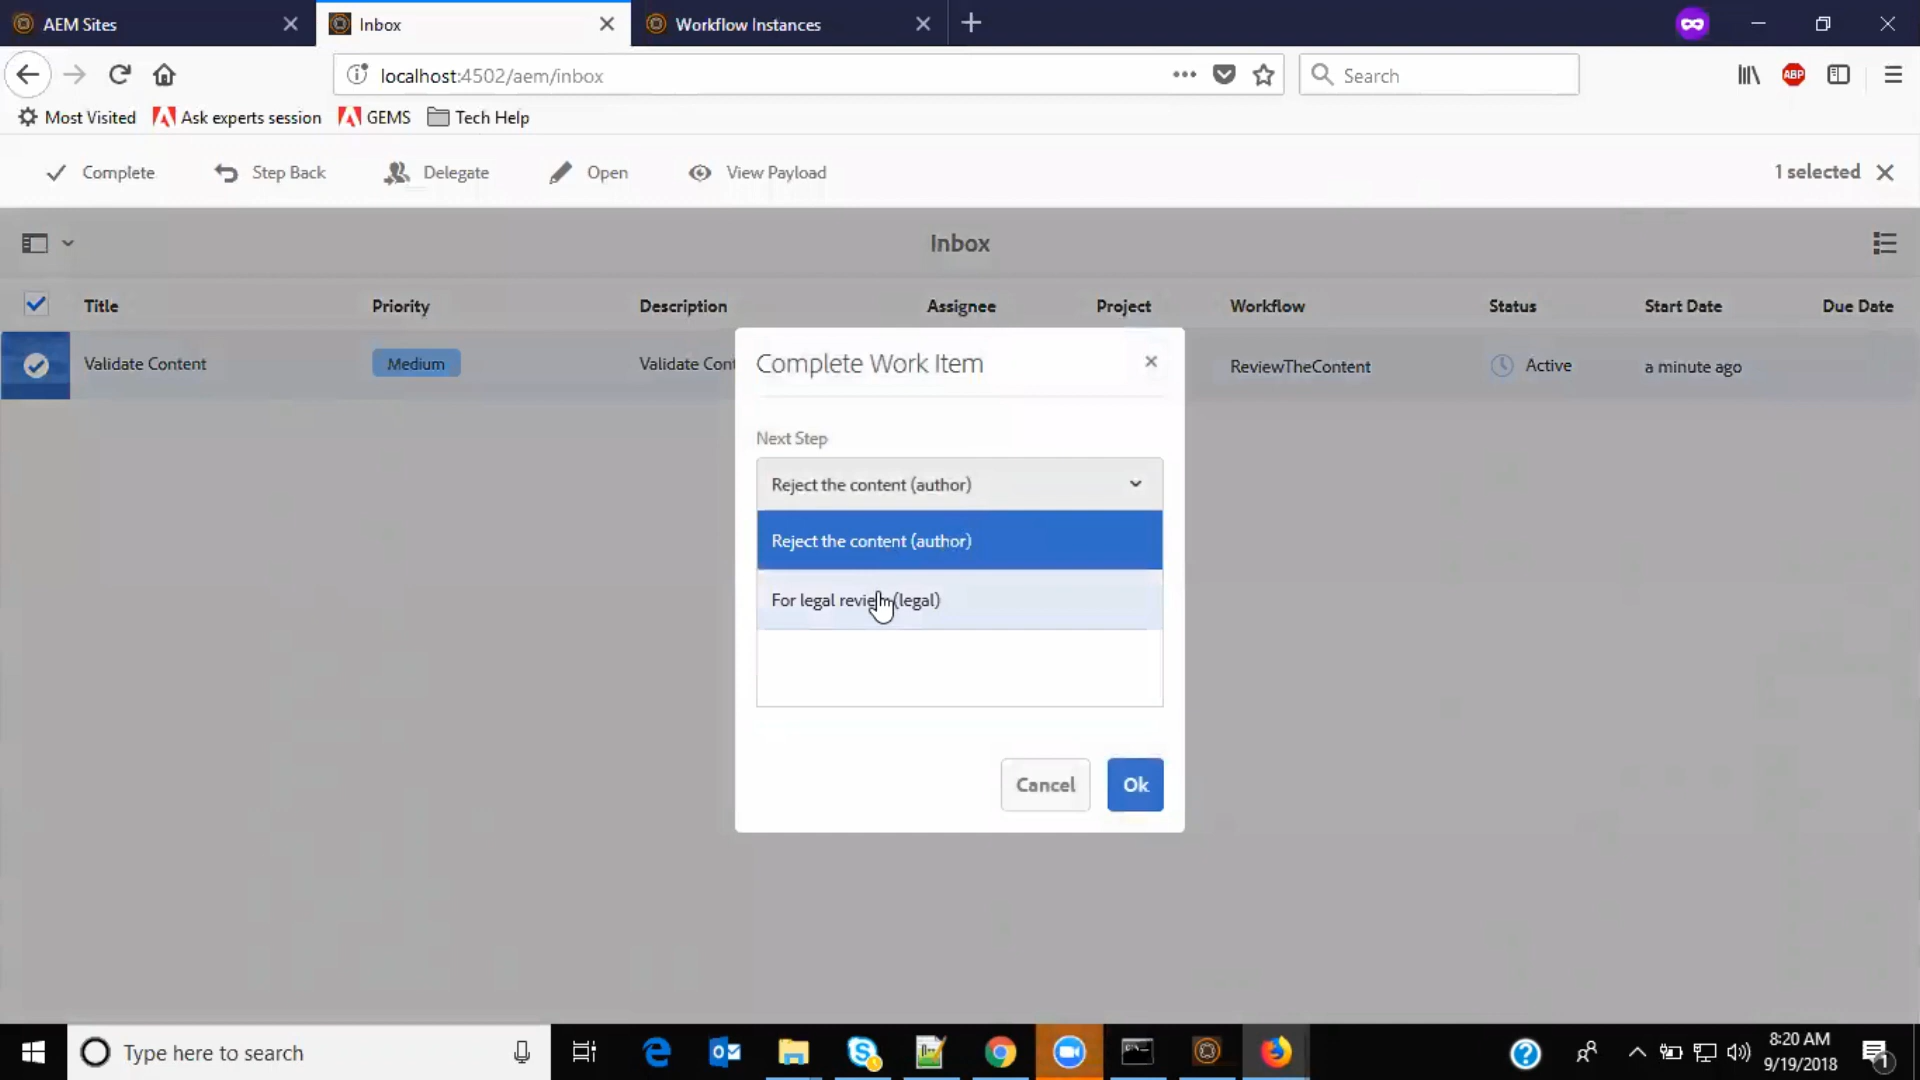 AEM Sites
Inbox
Workflow Instances
localhost:4502/aem/inbox
Search
ABP
Most Visited
Ask experts session
GEMS
Tech Help
Complete
Step Back
Delegate
Open
View Payload
1 selected
Inbox
Title Priority Description Assignee Project Workflow Status Start Date Due Date
Validate Content Medium Validate Cont ReviewTheContent Active a minute ago
Complete Work Item
Next Step
Reject the content (author)
Reject the content (author)
For legal review (legal)
Cancel Ok
Type here to search
8:20 AM
9/19/2018
1